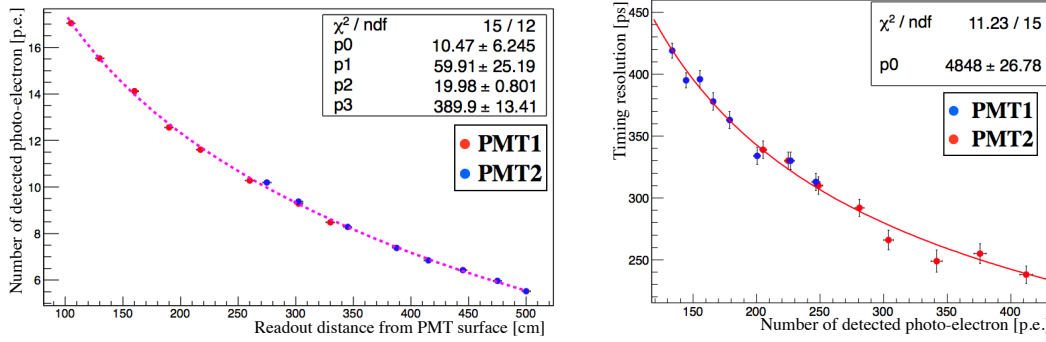 Number of detected photo-electron [p.e.]
16
14
12
10
8
6
χ² / ndf 15 / 12
p0 10.47 ± 6.245
p1 59.91 ± 25.19
p2 19.98 ± 0.801
p3 389.9 ± 13.41
PMT1
PMT2
100 150 200 250 300 350 400 450 500
Readout distance from PMT surface [cm]
Timing resolution [ps]
450
400
350
300
250
χ² / ndf 11.23 / 15
p0 4848 ± 26.78
PMT1
PMT2
150 200 250 300 350 400
Number of detected photo-electron [p.e.]